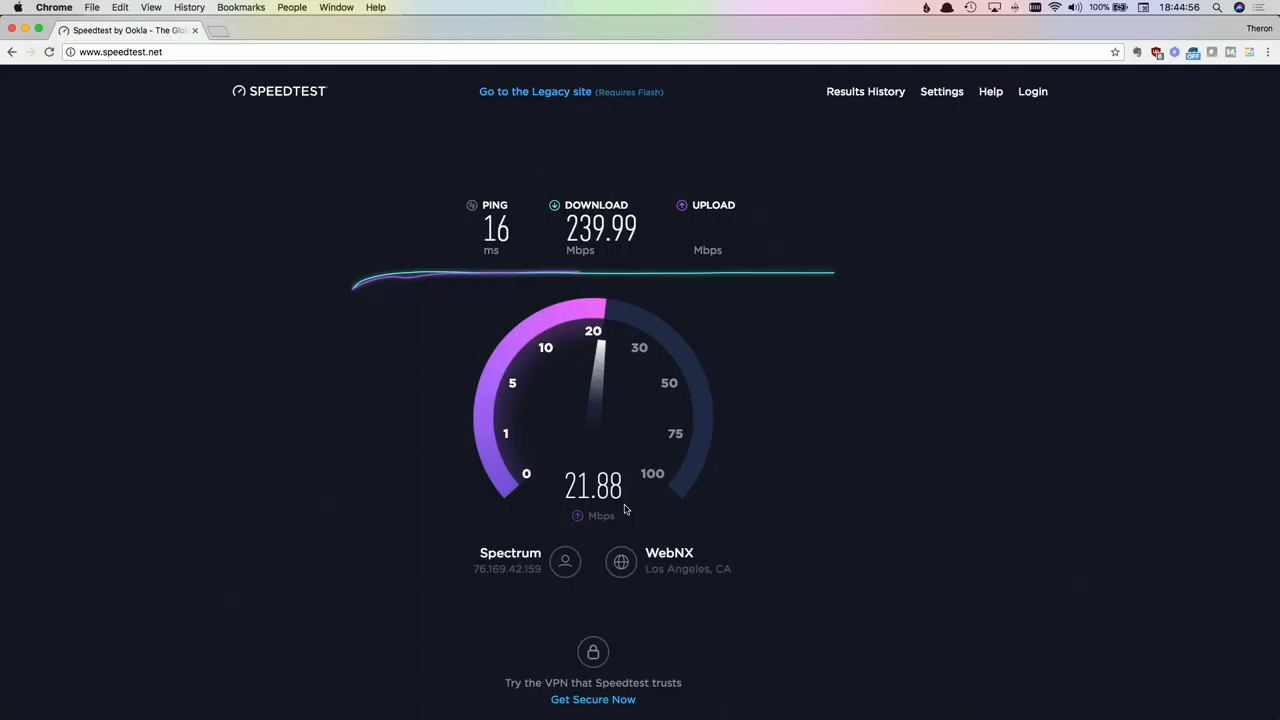 Chrome File Edit View History Bookmarks People Window Help 100% 18:44:56
Speedtest by Ookla - The Glo Theron
www.speedtest.net OFF
SPEEDTEST Go to the Legacy site (Requires Flash) Results History Settings Help Login
PING DOWNLOAD UPLOAD
16 239.99
ms Mbps Mbps
20
10 30
5 50
1 75
0 100
21.88
Mbps
Spectrum WebNX
76.169.42.159 Los Angeles, CA
Try the VPN that Speedtest trusts
Get Secure Now